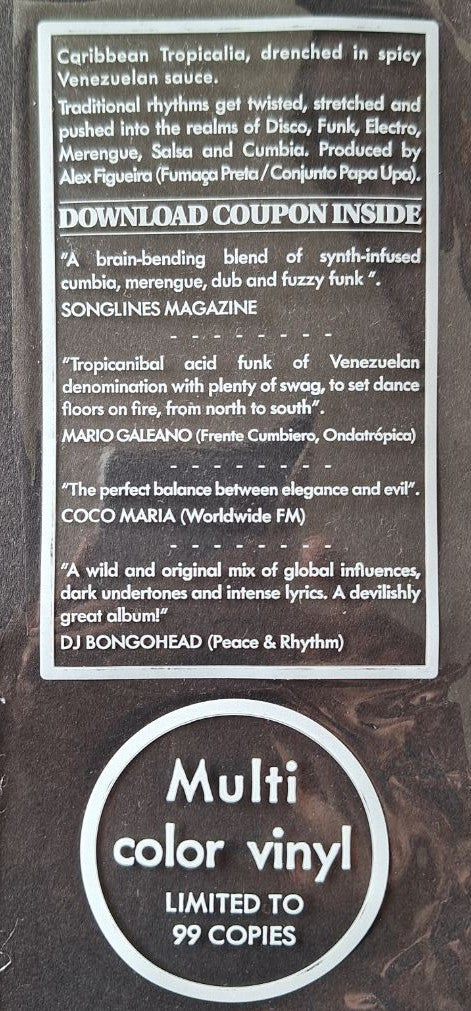 Caribbean Tropicalia, drenched in spicy
Venezuelan sauce.
Traditional rhythms get twisted, stretched and
pushed into the realms of Disco, Funk, Electro,
Merengue, Salsa and Cumbia. Produced by
Alex Figueira (Fumaça Preta/Conjunto Papa Upa).
DOWNLOAD COUPON INSIDE
"A brain-bending blend of synth-infused
cumbia, merengue, dub and fuzzy funk ".
SONGLINES MAGAZINE
- - - - - - - -
"Tropicanibal acid funk of Venezuelan
denomination with plenty of swag, to set dance
floors on fire, from north to south".
MARIO GALEANO (Frente Cumbiero, Ondatrópica)
- - - - - - - -
"The perfect balance between elegance and evil".
COCO MARIA (Worldwide FM)
- - - - - - - -
"A wild and original mix of global influences,
dark undertones and intense lyrics. A devilishly
great album!"
DJ BONGOHEAD (Peace & Rhythm)
Multi
color vinyl
LIMITED TO
99 COPIES